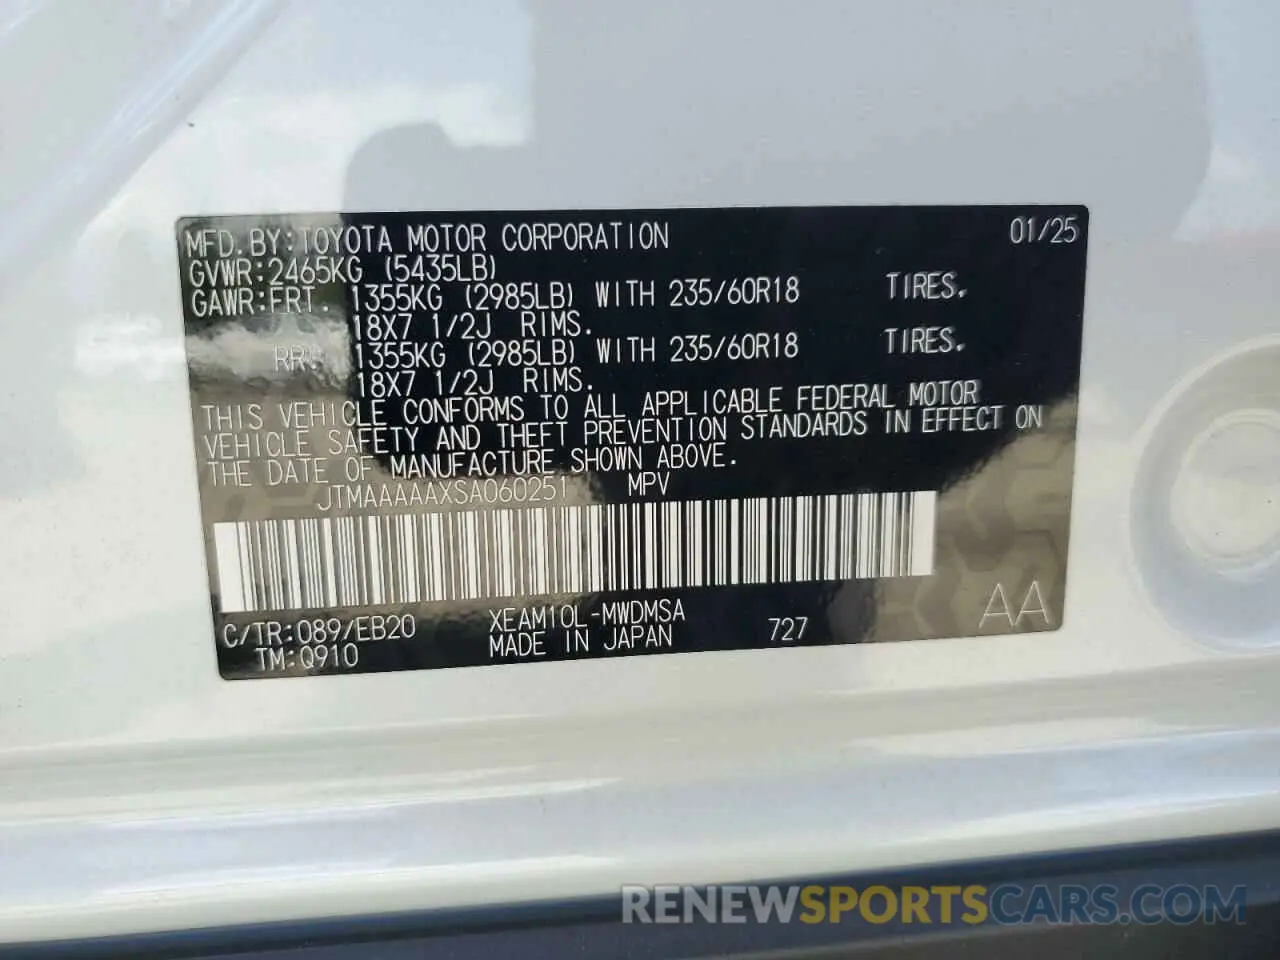 MFD. BY:TOYOTA MOTOR CORPORATION 01/25
GVWR:2465KG (5435LB)
GAWR:FRT. 1355KG (2985LB) WITH 235/60R18 TIRES.
18X7 1/2J RIMS.
RR. 1355KG (2985LB) WITH 235/60R18 TIRES.
18X7 1/2J RIMS.
THIS VEHICLE CONFORMS TO ALL APPLICABLE FEDERAL MOTOR
VEHICLE SAFETY AND THEFT PREVENTION STANDARDS IN EFFECT ON
THE DATE OF MANUFACTURE SHOWN ABOVE.
JTMAAAAAXSA060251 MPV
C/TR:089/EB20 XEAM10L-MWDMSA 727 AA
TM:Q910 MADE IN JAPAN
RENEWSPORTSCARS.COM